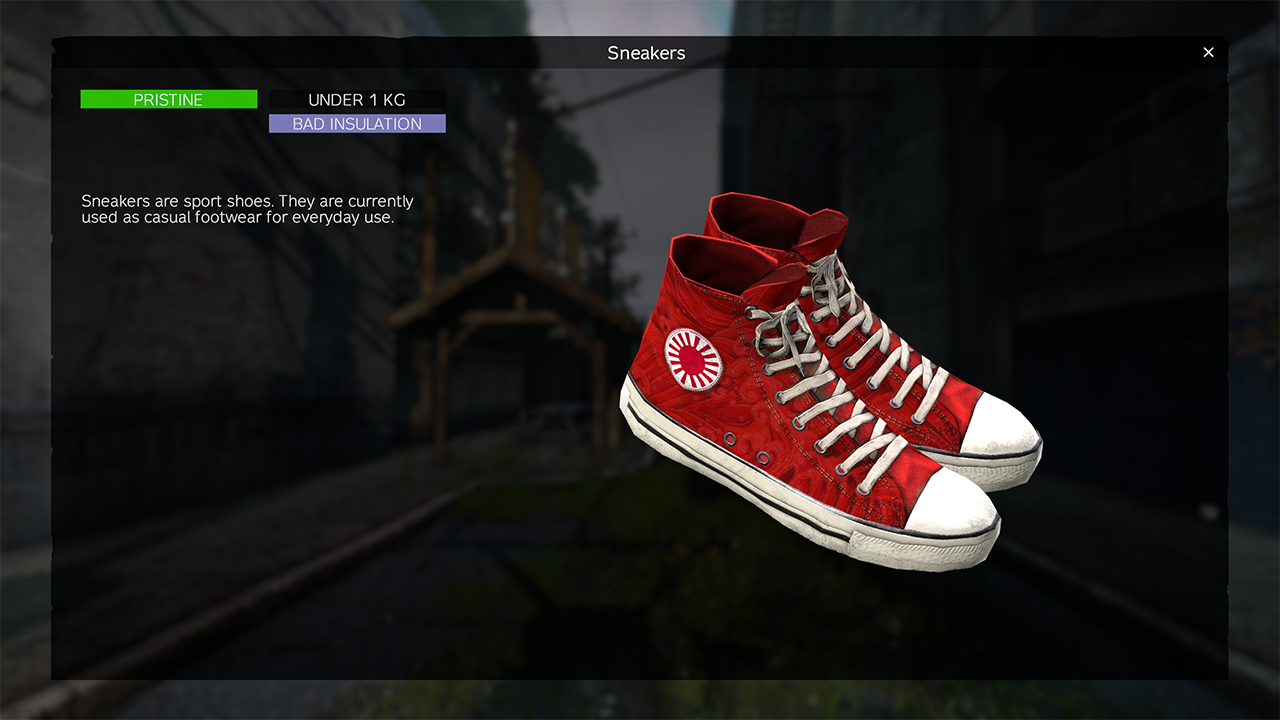 Sneakers
PRISTINE
UNDER 1 KG
BAD INSULATION
Sneakers are sport shoes. They are currently
used as casual footwear for everyday use.